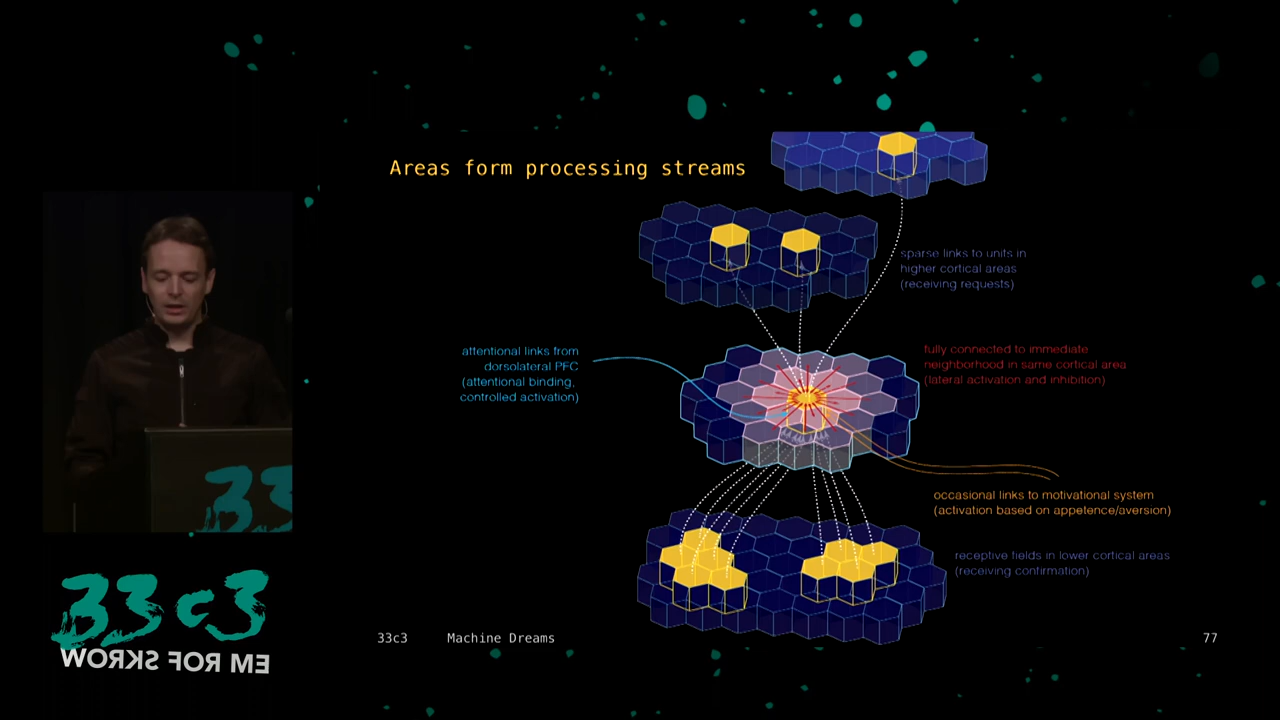 Areas form processing streams
sparse links to units in
higher cortical areas
(receiving requests)
attentional links from
dorsolateral PFC
(attentional binding,
controlled activation)
fully connected to immediate
neighborhood in same cortical area
(lateral activation and inhibition)
occasional links to motivational system
(activation based on appetence/aversion)
receptive fields in lower cortical areas
(receiving confirmation)
33
33c3
WORKS FOR ME
33c3 Machine Dreams 77